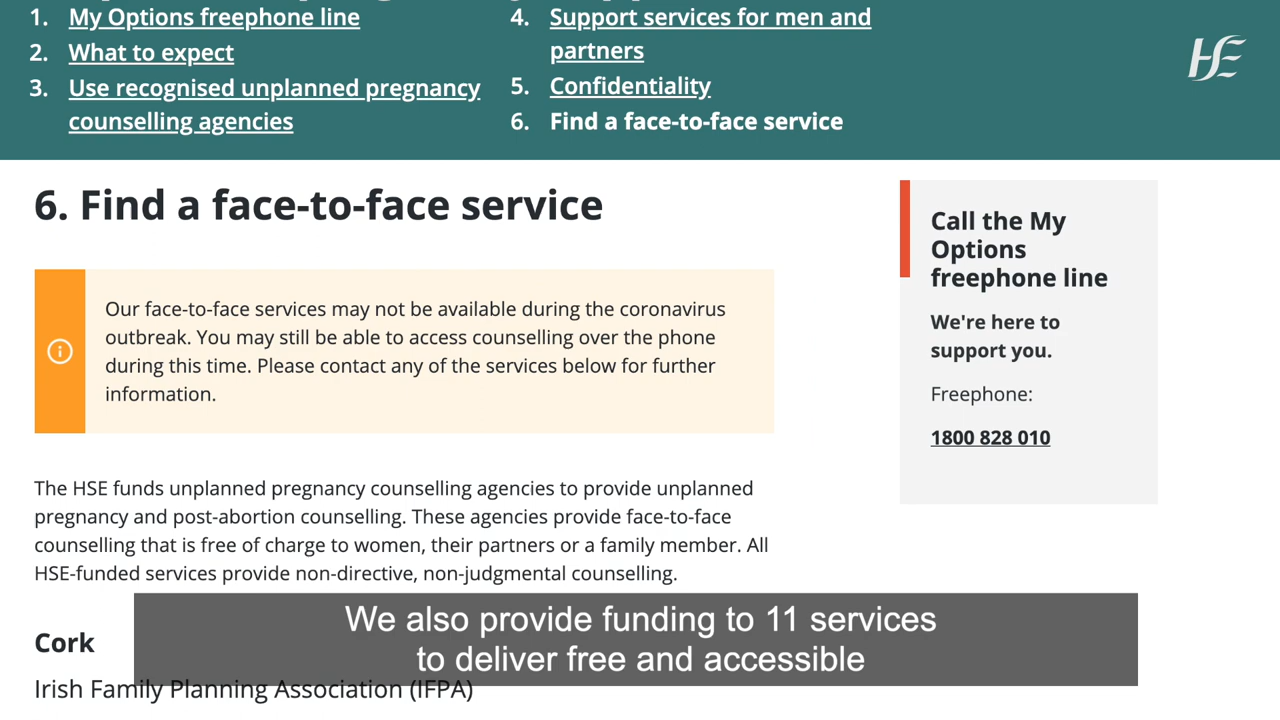 1. My Options freephone line
2. What to expect
3. Use recognised unplanned pregnancy
counselling agencies
4. Support services for men and
partners
5. Confidentiality
6. Find a face-to-face service
HE
6. Find a face-to-face service
Our face-to-face services may not be available during the coronavirus
outbreak. You may still be able to access counselling over the phone
during this time. Please contact any of the services below for further
information.
The HSE funds unplanned pregnancy counselling agencies to provide unplanned
pregnancy and post-abortion counselling. These agencies provide face-to-face
counselling that is free of charge to women, their partners or a family member. All
HSE-funded services provide non-directive, non-judgmental counselling.
Cork
Irish Family Planning Association (IFPA)
Call the My
Options
freephone line
We're here to
support you.
Freephone:
1800 828 010
We also provide funding to 11 services
to deliver free and accessible